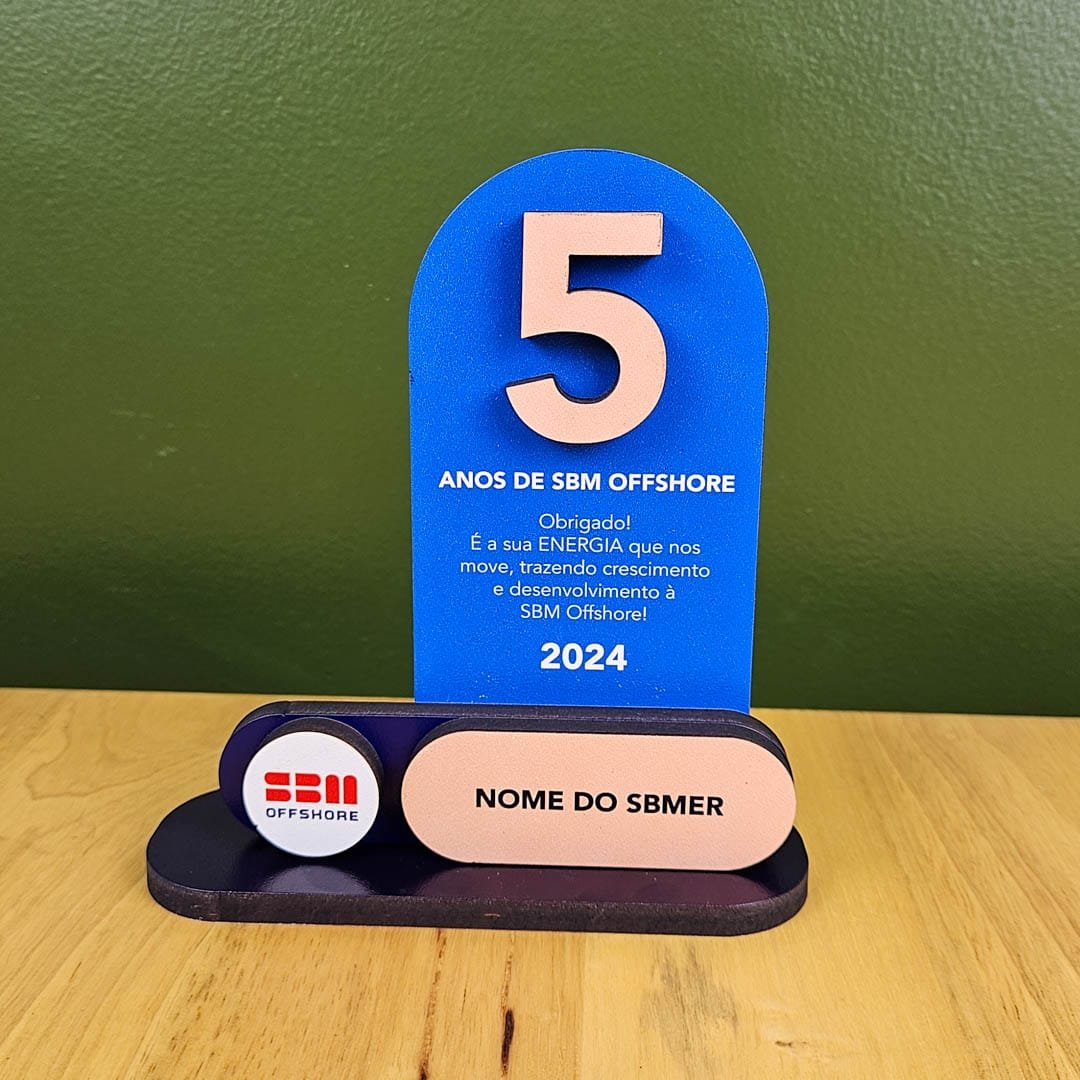 5
ANOS DE SBM OFFSHORE
Obrigado!
É a sua ENERGIA que nos
move, trazendo crescimento
e desenvolvimento à
SBM Offshore!
2024
SBM
OFFSHORE
NOME DO SBMER